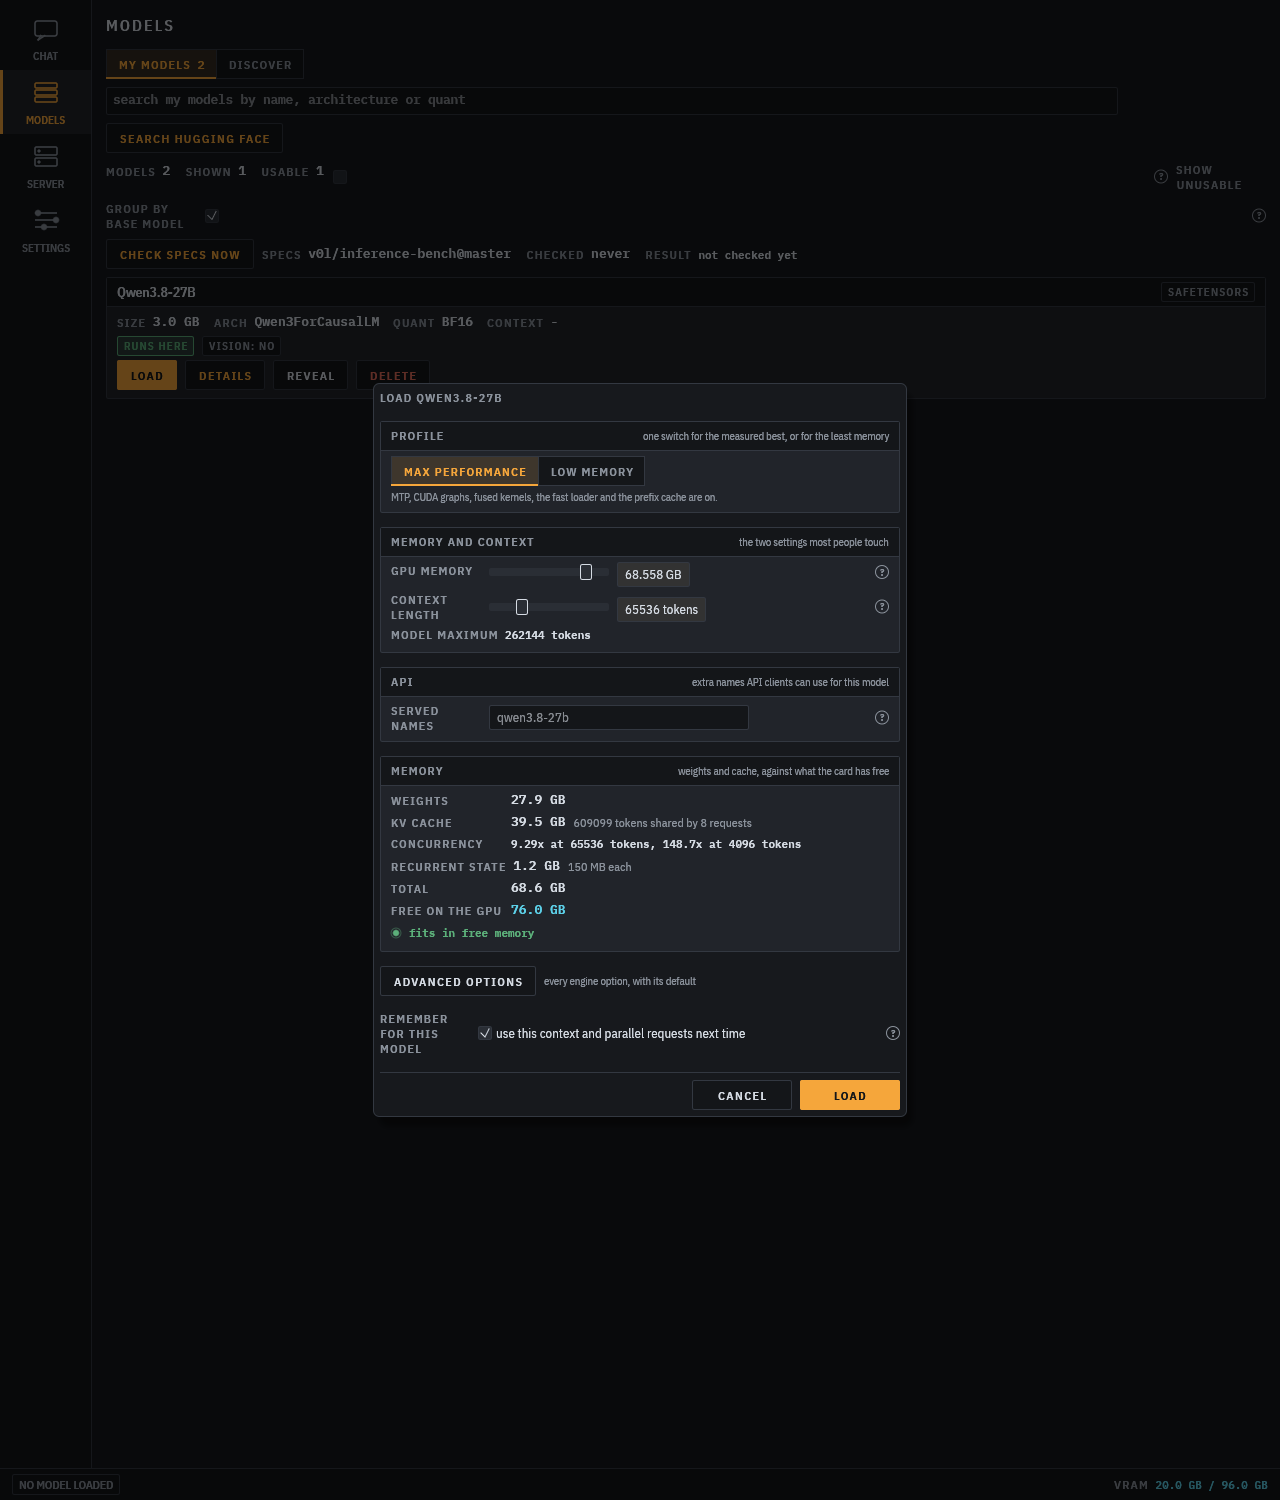 CHAT
MODELS
SERVER
SETTINGS
MODELS
MY MODELS 2
DISCOVER
search my models by name, architecture or quant
SEARCH HUGGING FACE
MODELS 2 SHOWN 1 USABLE 1
? SHOW UNUSABLE
GROUP BY BASE MODEL
?
CHECK SPECS NOW SPECS v0l/inference-bench@master CHECKED never RESULT not checked yet
Qwen3.8-27B
SAFETENSORS
SIZE 3.0 GB ARCH Qwen3ForCausalLM QUANT BF16 CONTEXT -
RUNS HERE VISION: NO
LOAD DETAILS REVEAL DELETE
LOAD QWEN3.8-27B
PROFILE
one switch for the measured best, or for the least memory
MAX PERFORMANCE LOW MEMORY
MTP, CUDA graphs, fused kernels, the fast loader and the prefix cache are on.
MEMORY AND CONTEXT
the two settings most people touch
GPU MEMORY 68.558 GB ?
CONTEXT LENGTH 65536 tokens ?
MODEL MAXIMUM 262144 tokens
API
extra names API clients can use for this model
SERVED NAMES qwen3.8-27b ?
MEMORY
weights and cache, against what the card has free
WEIGHTS 27.9 GB
KV CACHE 39.5 GB 609099 tokens shared by 8 requests
CONCURRENCY 9.29x at 65536 tokens, 148.7x at 4096 tokens
RECURRENT STATE 1.2 GB 150 MB each
TOTAL 68.6 GB
FREE ON THE GPU 76.0 GB
fits in free memory
ADVANCED OPTIONS every engine option, with its default
REMEMBER FOR THIS MODEL use this context and parallel requests next time ?
CANCEL LOAD
NO MODEL LOADED
VRAM 20.0 GB / 96.0 GB